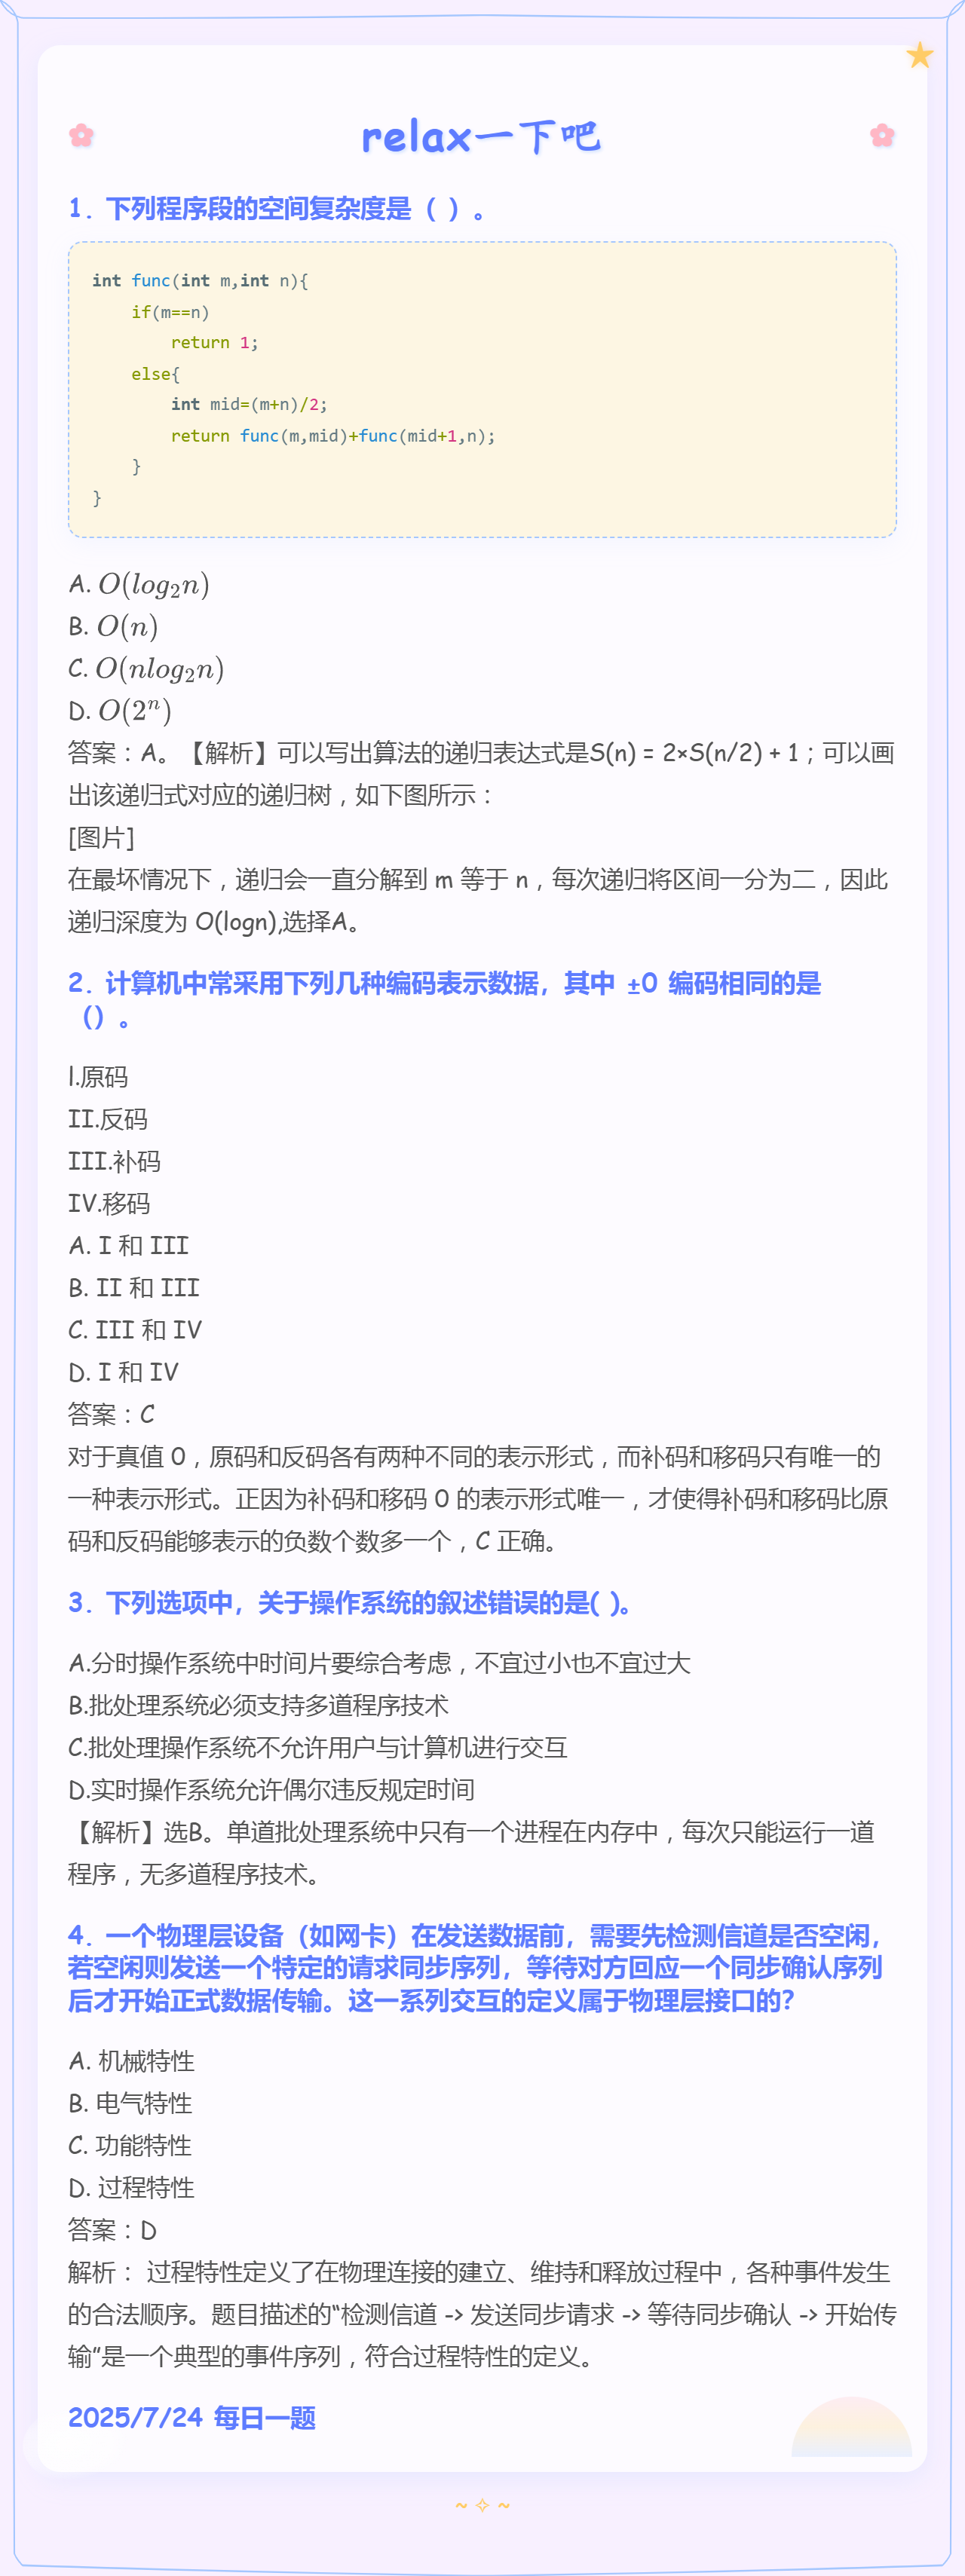 relax一下吧
1. 下列程序段的空间复杂度是（ ）。
int func(int m,int n){
    if(m==n)
        return 1;
    else{
        int mid=(m+n)/2;
        return func(m,mid)+func(mid+1,n);
    }
}
A. O(log₂n)
B. O(n)
C. O(nlog₂n)
D. O(2ⁿ)
答案：A。【解析】可以写出算法的递归表达式是S(n) = 2×S(n/2) + 1；可以画
出该递归式对应的递归树，如下图所示：
[图片]
在最坏情况下，递归会一直分解到 m 等于 n，每次递归将区间一分为二，因此
递归深度为 O(logn),选择A。
2. 计算机中常采用下列几种编码表示数据，其中 ±0 编码相同的是
（）。
l.原码
II.反码
III.补码
IV.移码
A. I 和 III
B. II 和 III
C. III 和 IV
D. I 和 IV
答案：C
对于真值 0，原码和反码各有两种不同的表示形式，而补码和移码只有唯一的
一种表示形式。正因为补码和移码 0 的表示形式唯一，才使得补码和移码比原
码和反码能够表示的负数个数多一个，C 正确。
3. 下列选项中，关于操作系统的叙述错误的是( )。
A.分时操作系统中时间片要综合考虑，不宜过小也不宜过大
B.批处理系统必须支持多道程序技术
C.批处理操作系统不允许用户与计算机进行交互
D.实时操作系统允许偶尔违反规定时间
【解析】选B。单道批处理系统中只有一个进程在内存中，每次只能运行一道
程序，无多道程序技术。
4. 一个物理层设备（如网卡）在发送数据前，需要先检测信道是否空闲，
若空闲则发送一个特定的请求同步序列，等待对方回应一个同步确认序列
后才开始正式数据传输。这一系列交互的定义属于物理层接口的？
A. 机械特性
B. 电气特性
C. 功能特性
D. 过程特性
答案：D
解析： 过程特性定义了在物理连接的建立、维持和释放过程中，各种事件发生
的合法顺序。题目描述的“检测信道 -> 发送同步请求 -> 等待同步确认 -> 开始传
输”是一个典型的事件序列，符合过程特性的定义。
2025/7/24 每日一题
~ ✧ ~